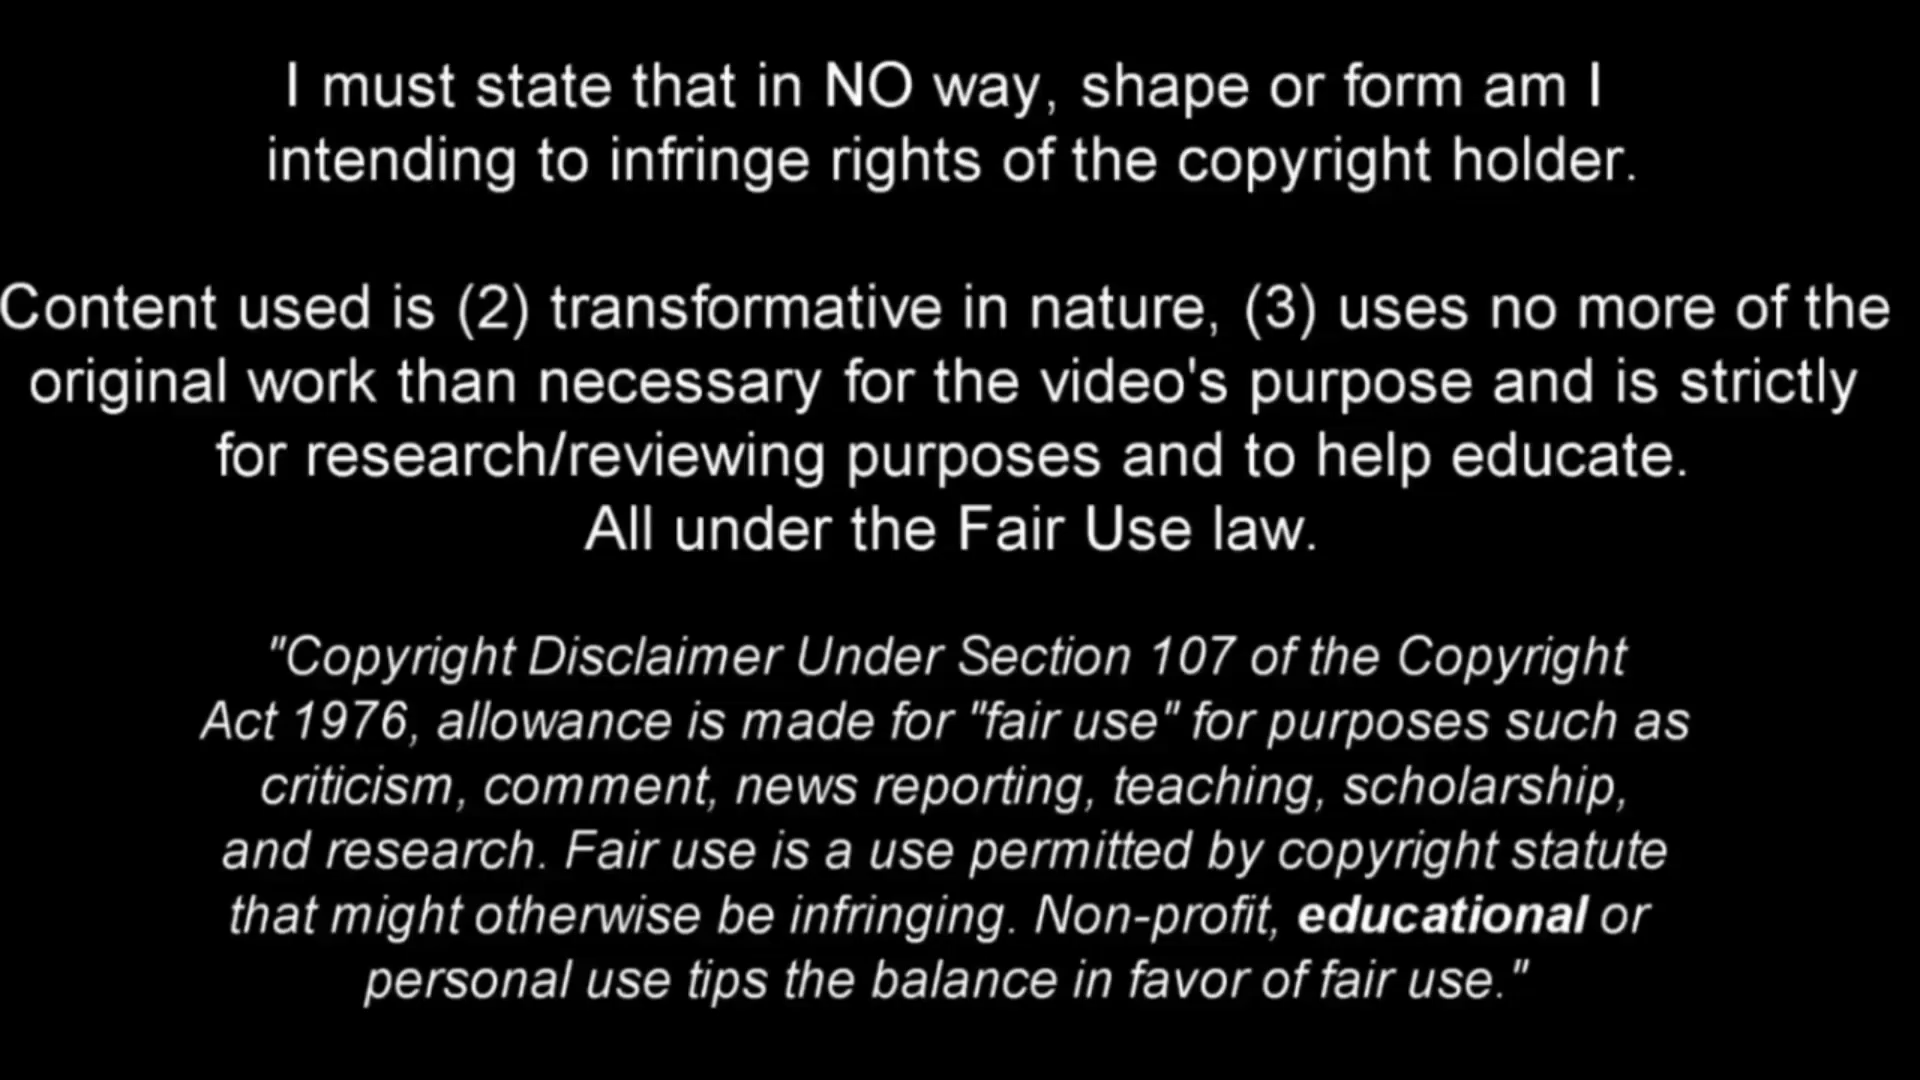 I must state that in NO way, shape or form am I
intending to infringe rights of the copyright holder.
Content used is (2) transformative in nature, (3) uses no more of the
original work than necessary for the video's purpose and is strictly
for research/reviewing purposes and to help educate.
All under the Fair Use law.
"Copyright Disclaimer Under Section 107 of the Copyright
Act 1976, allowance is made for "fair use" for purposes such as
criticism, comment, news reporting, teaching, scholarship,
and research. Fair use is a use permitted by copyright statute
that might otherwise be infringing. Non-profit, educational or
personal use tips the balance in favor of fair use."